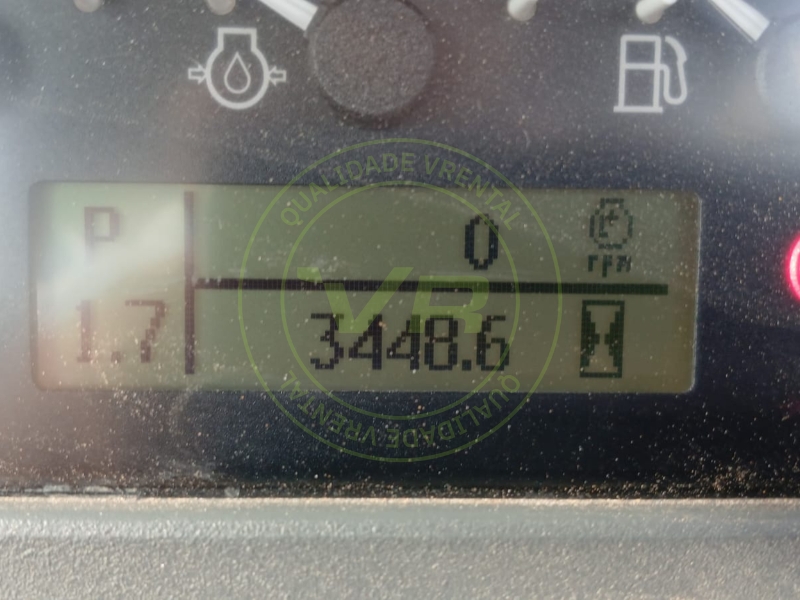 P
0
rpm
1.7
3448.6
QUALIDADE VRENTAL
VR
QUALIDADE VRENTAL